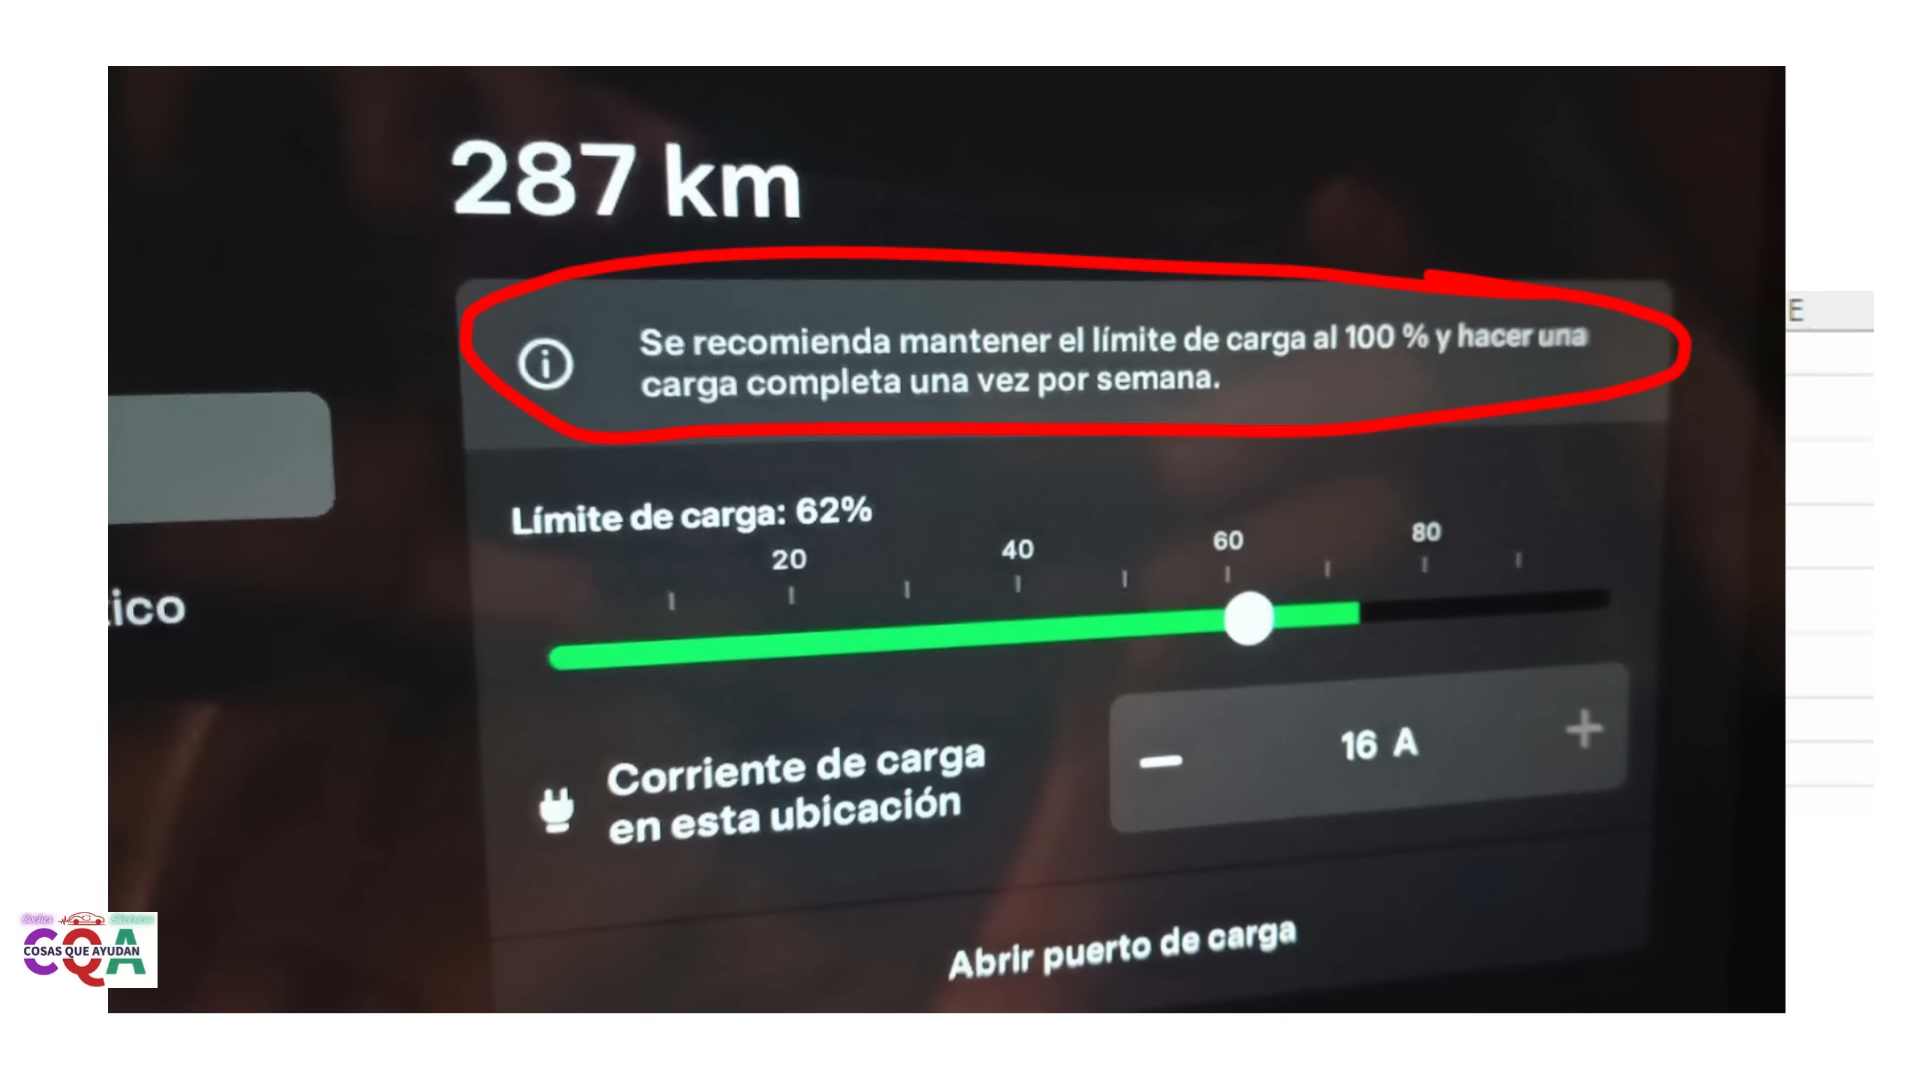 287 km
Se recomienda mantener el límite de carga al 100 % y hacer una
carga completa una vez por semana.
Límite de carga: 62%
20 40 60 80
ico
Corriente de carga
en esta ubicación
16 A
Abrir puerto de carga
E
Coches Eléctricos
CQA
COSAS QUE AYUDAN